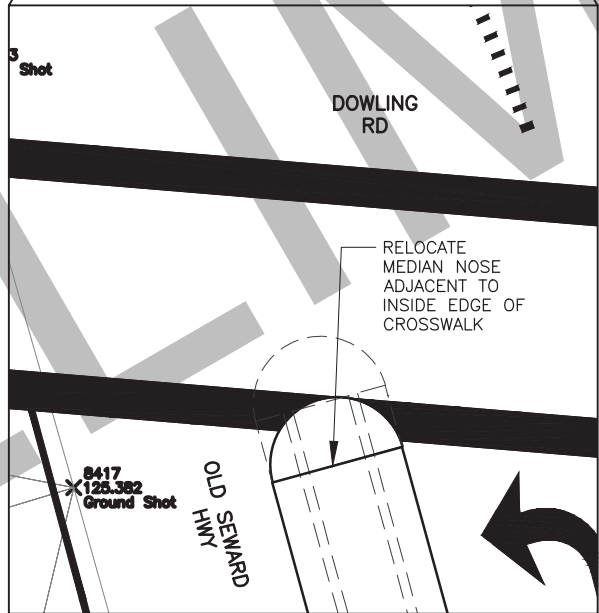 3
Shot
DOWLING
RD
RELOCATE
MEDIAN NOSE
ADJACENT TO
INSIDE EDGE OF
CROSSWALK
8417
125.382
Ground Shot
OLD SEWARD
HWY